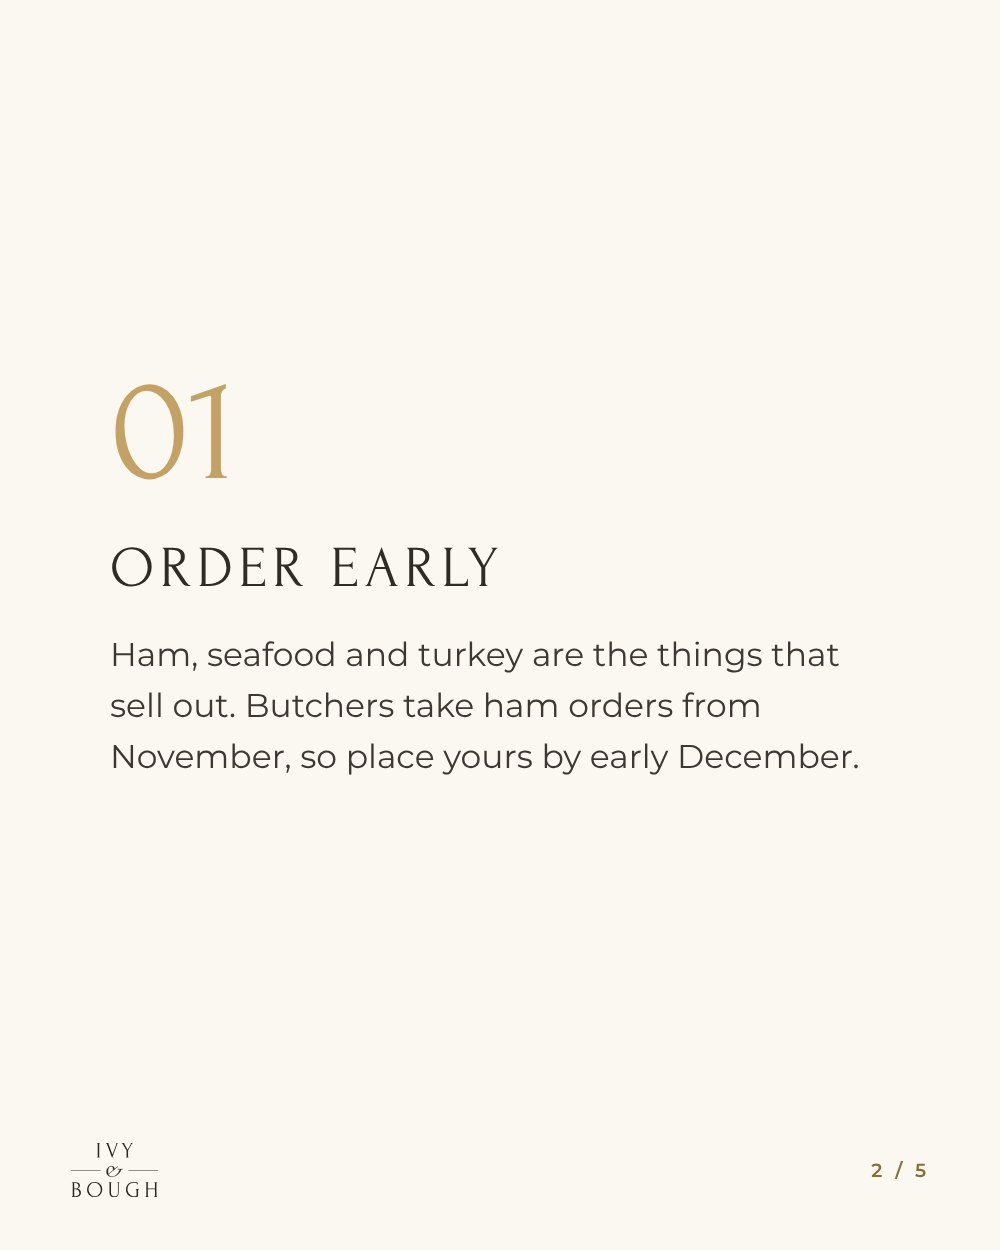 01
ORDER EARLY
Ham, seafood and turkey are the things that
sell out. Butchers take ham orders from
November, so place yours by early December.
IVY
&
BOUGH
2 / 5